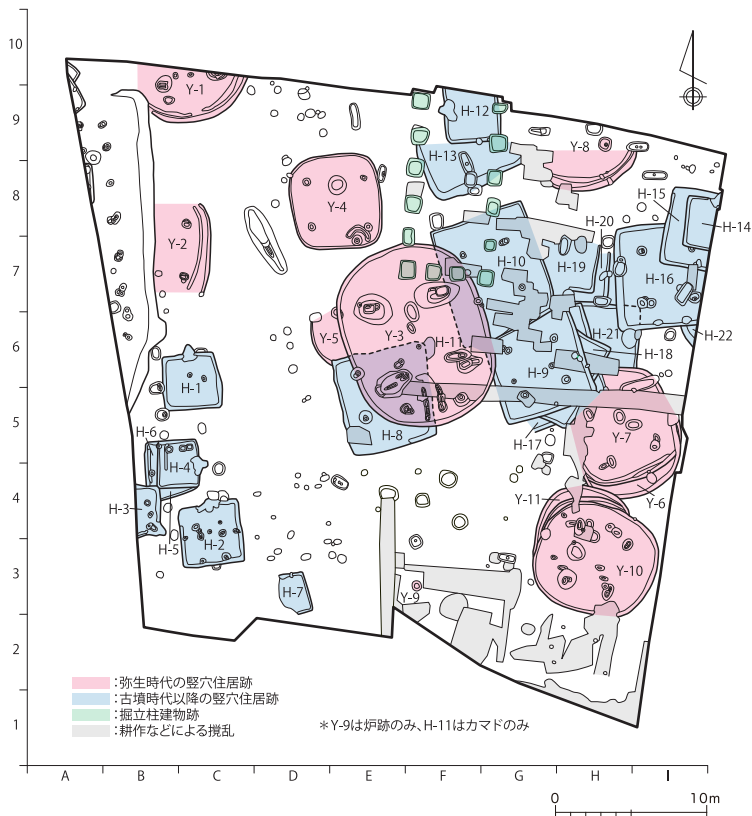 10
9
8
7
6
5
4
3
2
1
A
B
C
D
E
F
G
H
I
Y-1
H-12
Y-8
H-13
H-15
H-14
Y-4
H-20
Y-2
H-10
H-19
H-16
Y-5
Y-3
H-11
H-21
H-22
H-18
H-1
H-9
H-8
H-17
Y-7
H-6
H-4
H-3
H-5
H-2
Y-11
Y-6
Y-10
H-7
Y-9
:弥生時代の竪穴住居跡
:古墳時代以降の竪穴住居跡
:掘立柱建物跡
:耕作などによる撹乱
*Y-9は炉跡のみ、H-11はカマドのみ
0
10m